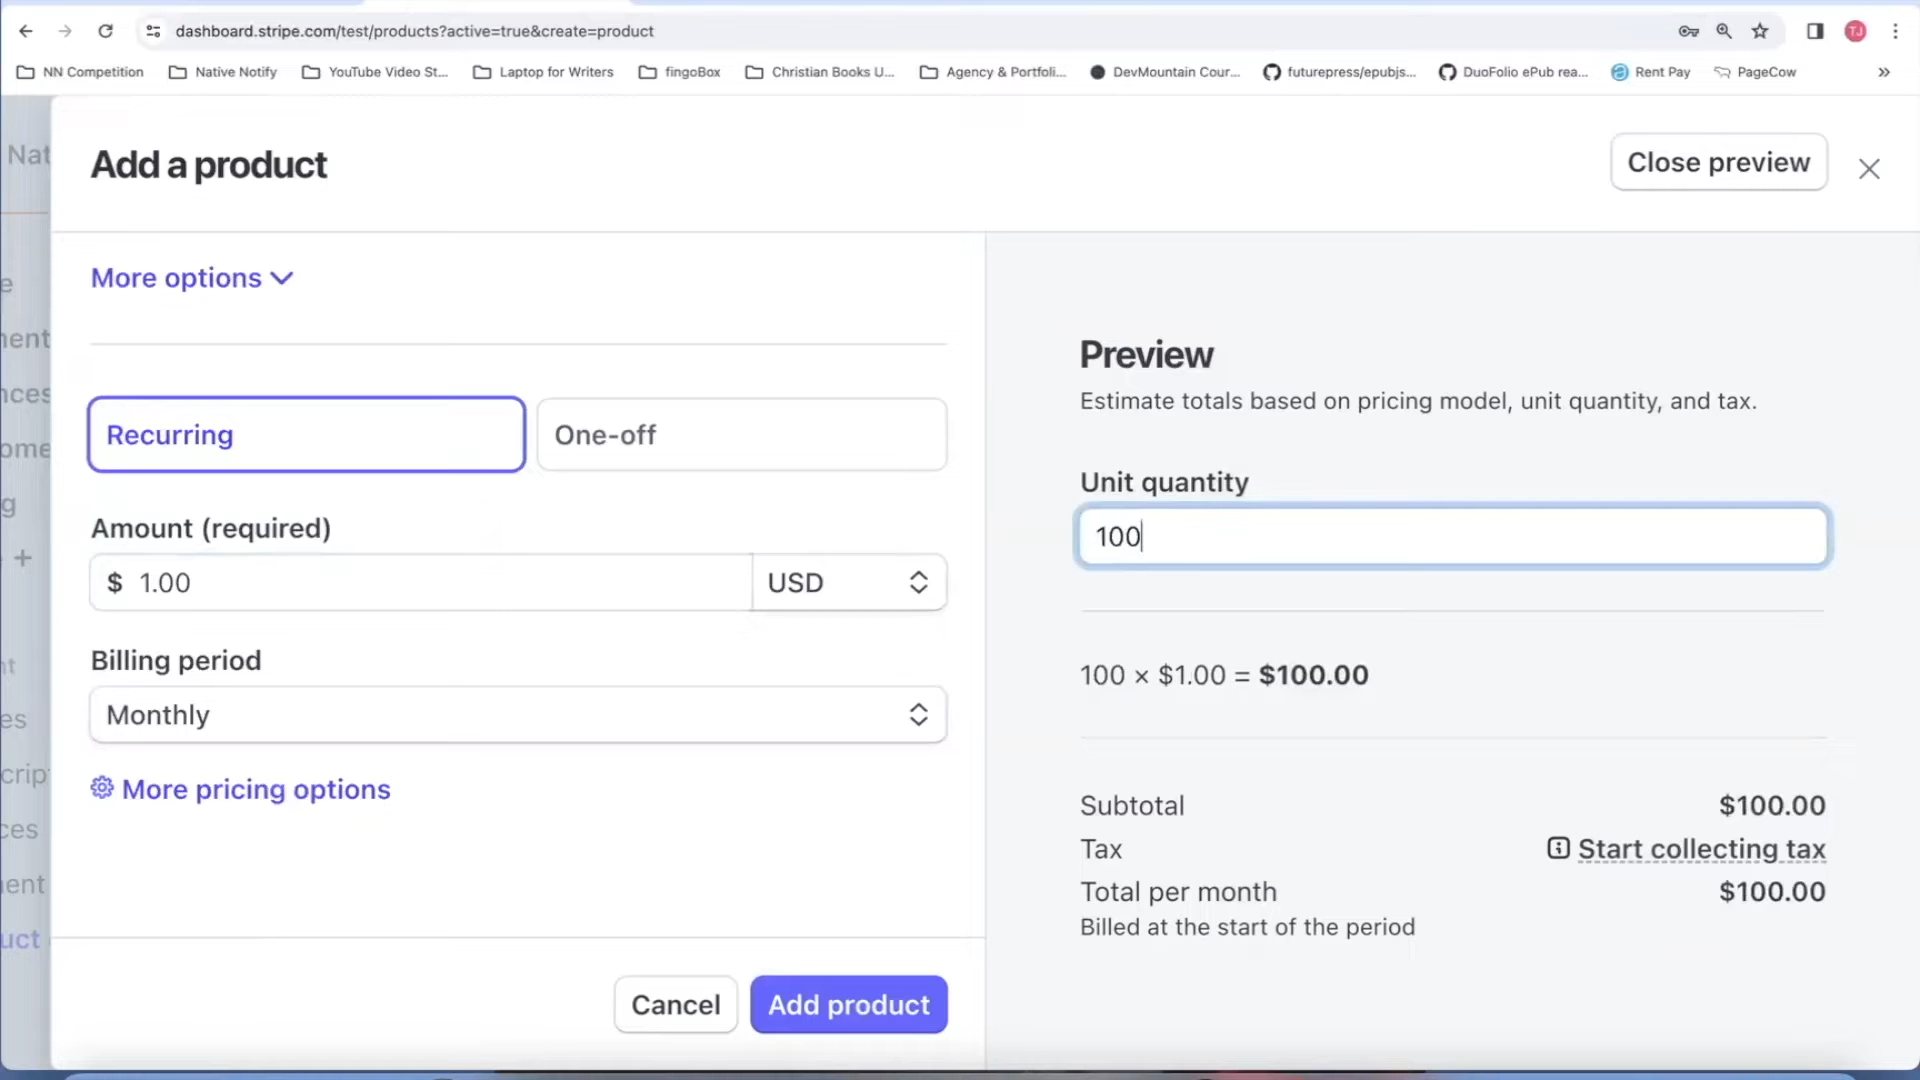 dashboard.stripe.com/test/products?active=true&create=product
TJ
NN Competition
Native Notify
YouTube Video St...
Laptop for Writers
fingoBox
Christian Books U...
Agency & Portfoli...
DevMountain Cour...
futurepress/epubjs...
DuoFolio ePub rea...
Rent Pay
PageCow
Nat
Add a product
Close preview
More options
Recurring
One-off
Amount (required)
$ 1.00
USD
Billing period
Monthly
More pricing options
Cancel
Add product
Preview
Estimate totals based on pricing model, unit quantity, and tax.
Unit quantity
100
100 × $1.00 = $100.00
Subtotal $100.00
Tax Start collecting tax
Total per month $100.00
Billed at the start of the period